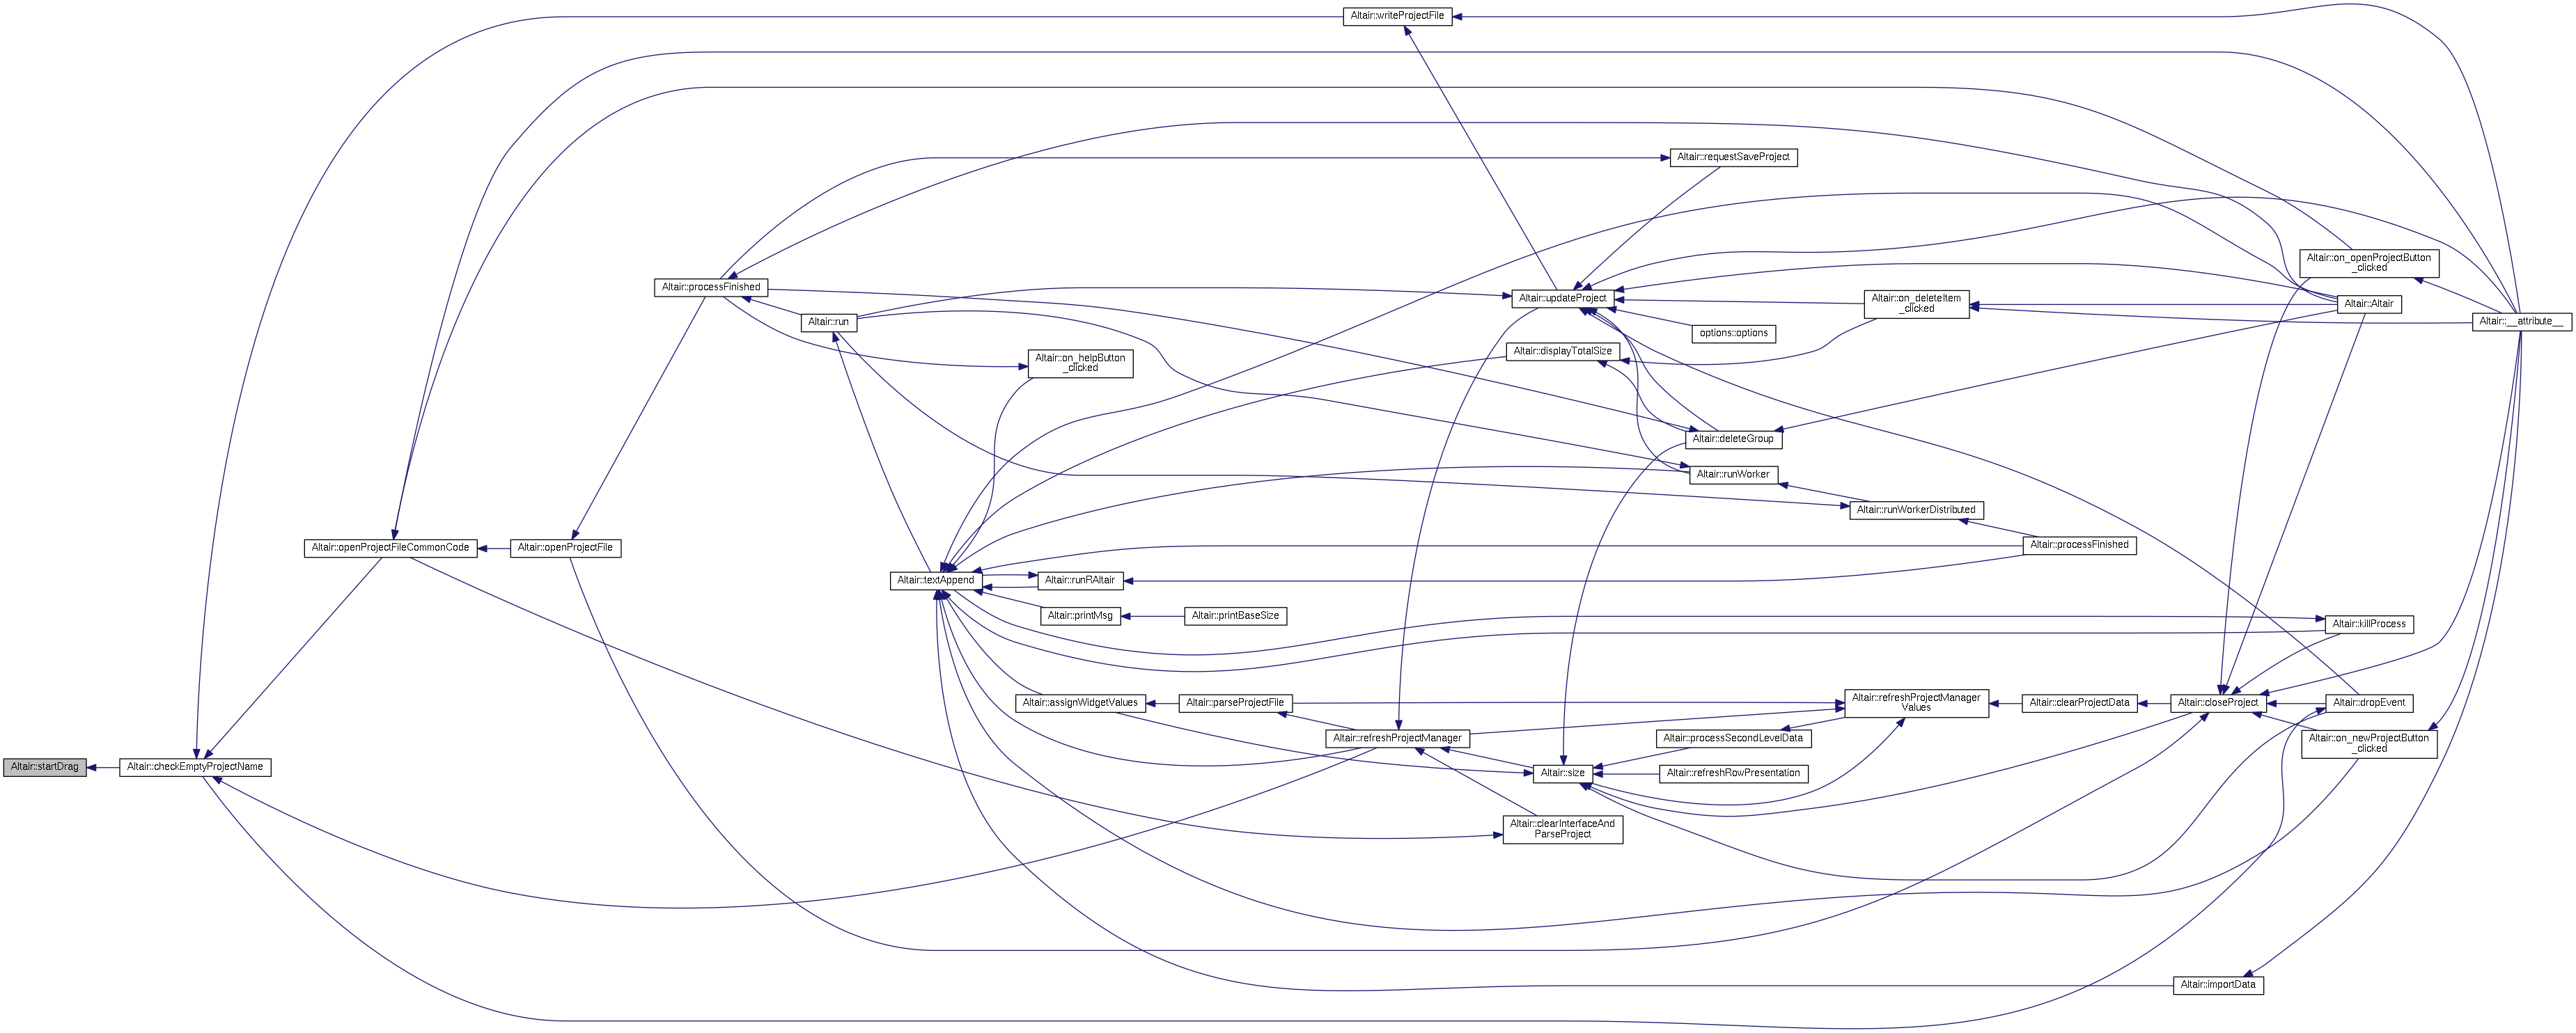 Altair::writeProjectFile
Altair::requestSaveProject
Altair::on_openProjectButton
_clicked
Altair::processFinished
Altair::updateProject
Altair::on_deleteItem
_clicked
Altair::Altair
Altair::run
Altair::__attribute__
options::options
Altair::displayTotalSize
Altair::on_helpButton
_clicked
Altair::deleteGroup
Altair::runWorker
Altair::runWorkerDistributed
Altair::openProjectFileCommonCode
Altair::openProjectFile
Altair::processFinished
Altair::textAppend
Altair::runRAltair
Altair::printMsg
Altair::printBaseSize
Altair::killProcess
Altair::assignWidgetValues
Altair::parseProjectFile
Altair::refreshProjectManager
Values
Altair::clearProjectData
Altair::closeProject
Altair::dropEvent
Altair::refreshProjectManager
Altair::processSecondLevelData
Altair::on_newProjectButton
_clicked
Altair::startDrag
Altair::checkEmptyProjectName
Altair::size
Altair::refreshRowPresentation
Altair::clearInterfaceAnd
ParseProject
Altair::importData